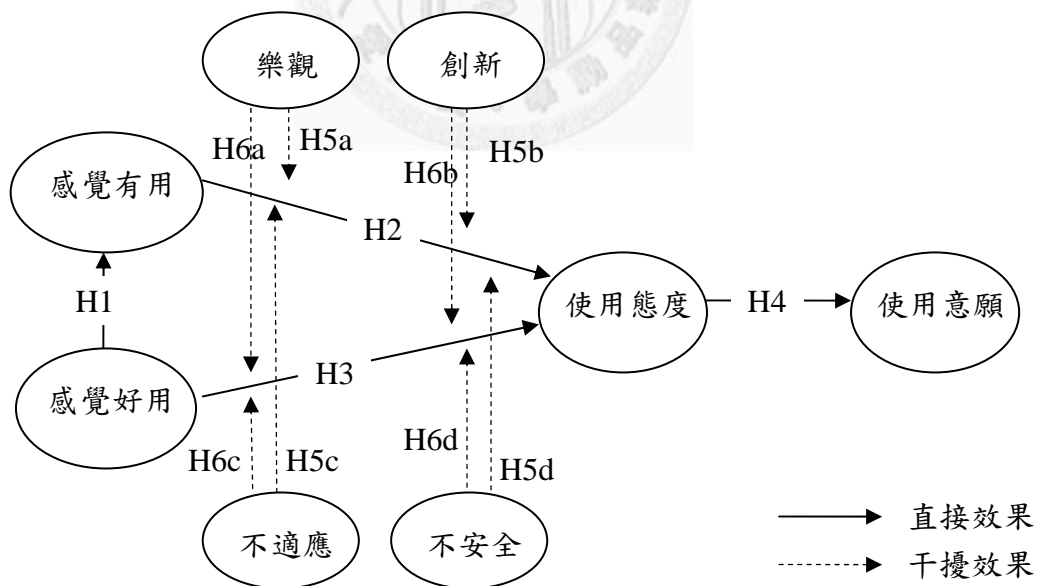 樂觀
創新
H6a
H5a
H6b
H5b
感覺有用
H2
H1
使用態度
H4
使用意願
感覺好用
H3
H6c
H5c
H6d
H5d
不適應
不安全
直接效果
干擾效果